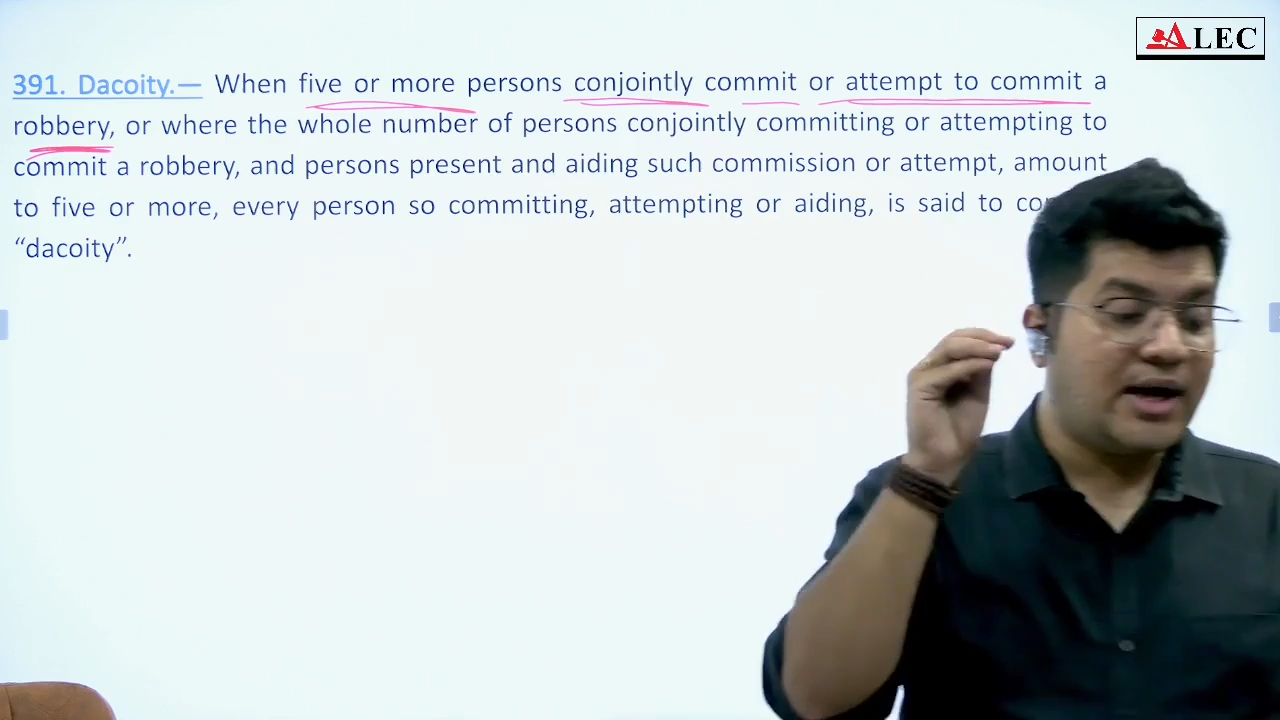 ALEC
391. Dacoity.— When five or more persons conjointly commit or attempt to commit a
robbery, or where the whole number of persons conjointly committing or attempting to
commit a robbery, and persons present and aiding such commission or attempt, amount
to five or more, every person so committing, attempting or aiding, is said to
“dacoity”.